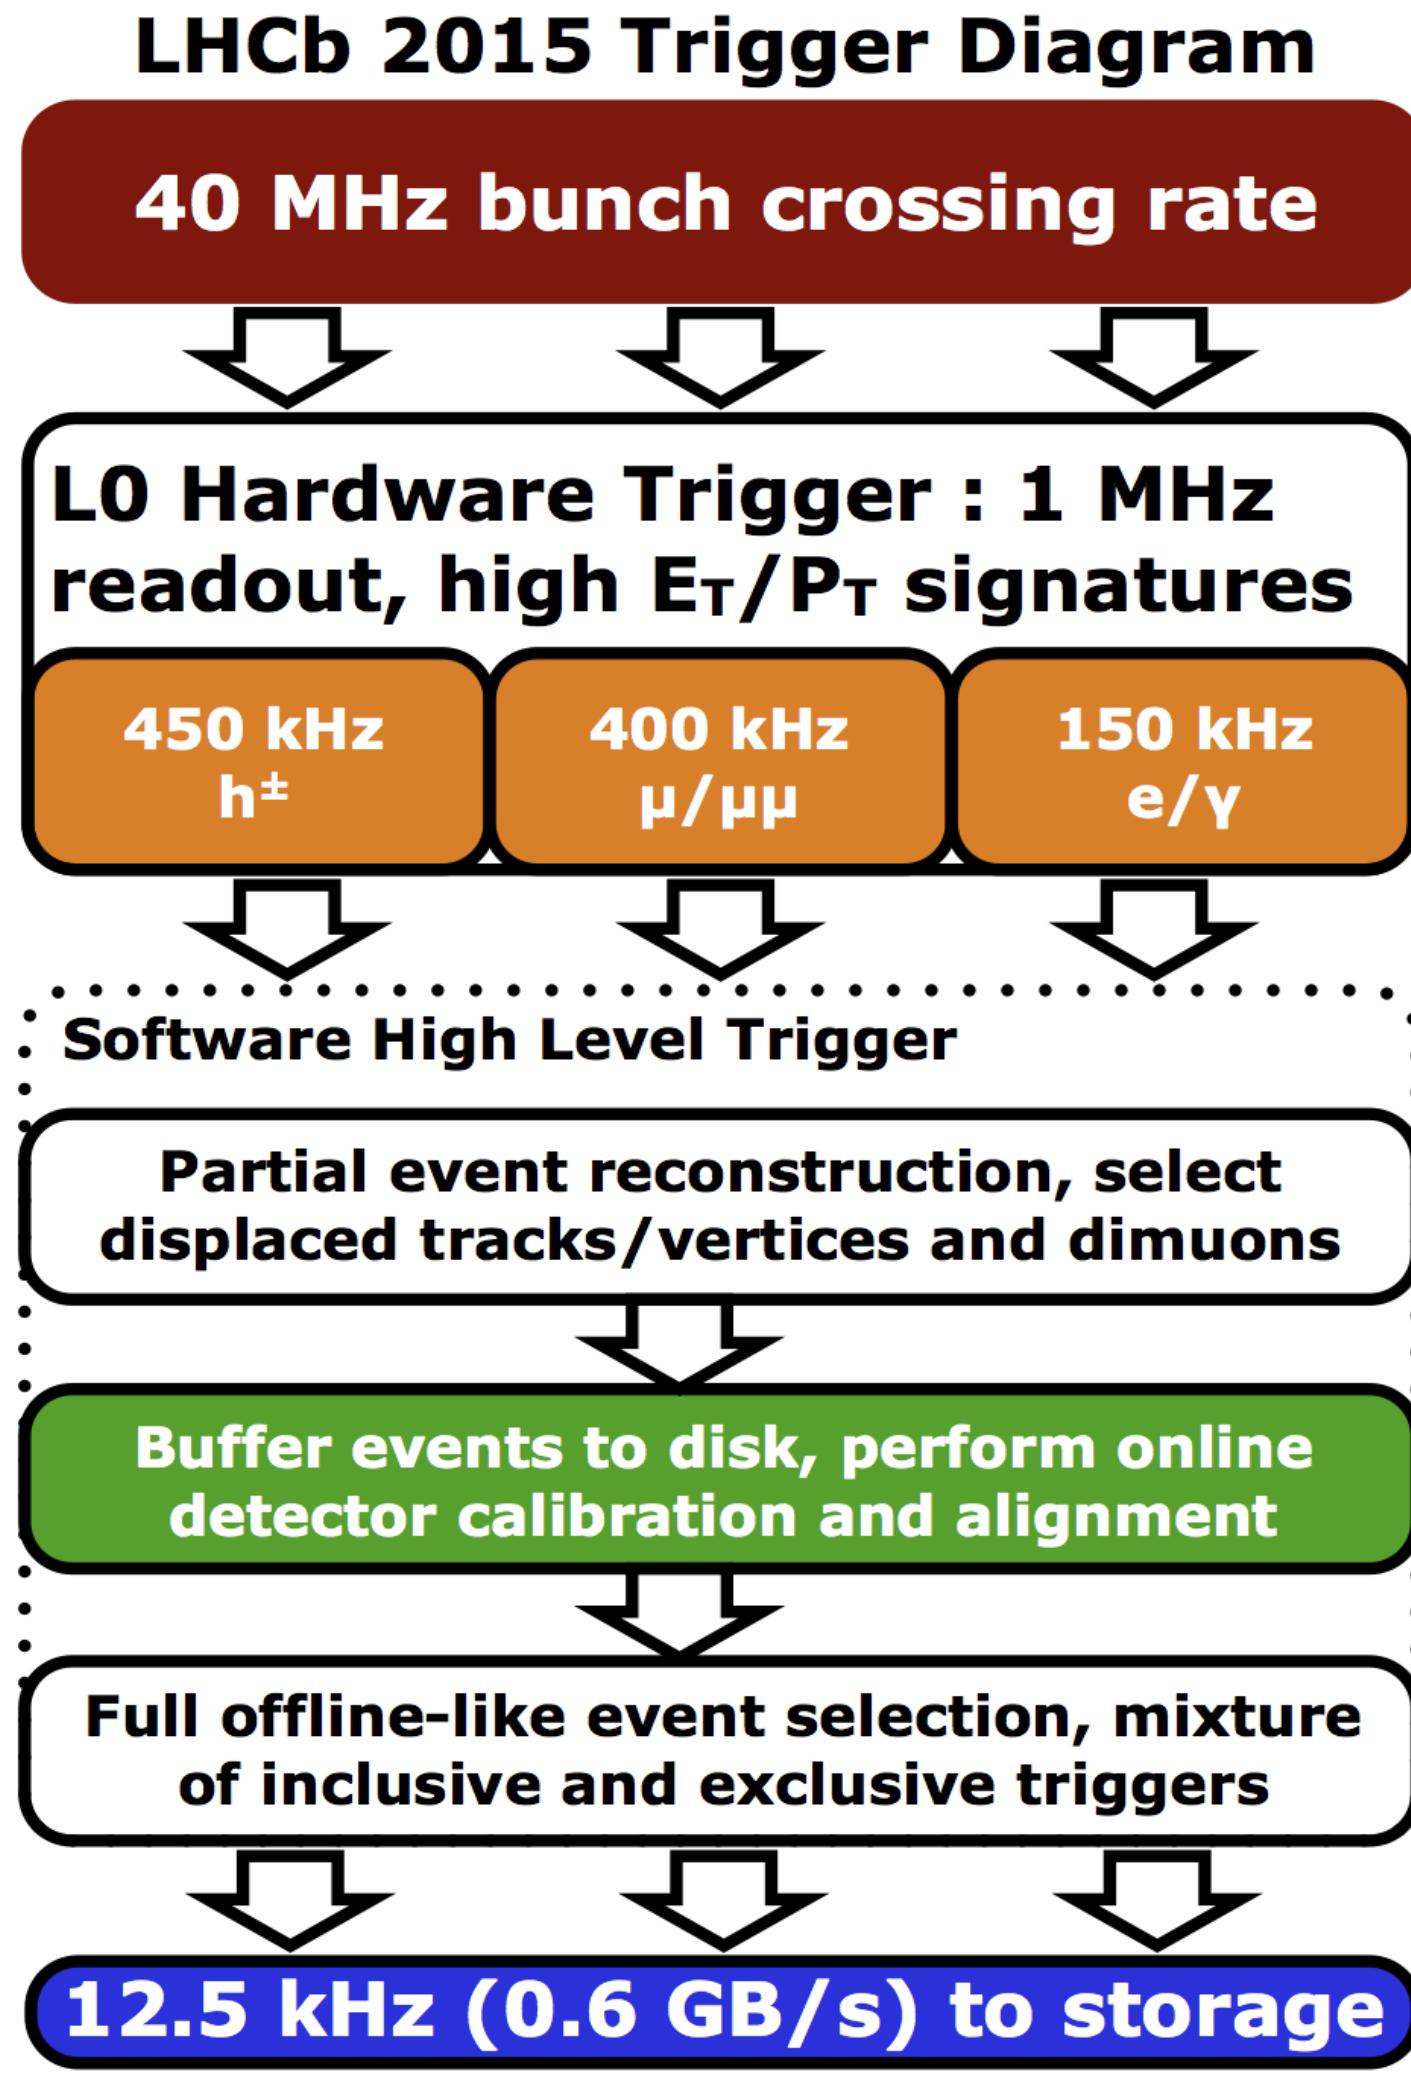 LHCb 2015 Trigger Diagram
40 MHz bunch crossing rate
L0 Hardware Trigger : 1 MHz
readout, high ET/PT signatures
450 kHz
h±
400 kHz
μ/μμ
150 kHz
e/γ
Software High Level Trigger
Partial event reconstruction, select
displaced tracks/vertices and dimuons
Buffer events to disk, perform online
detector calibration and alignment
Full offline-like event selection, mixture
of inclusive and exclusive triggers
12.5 kHz (0.6 GB/s) to storage